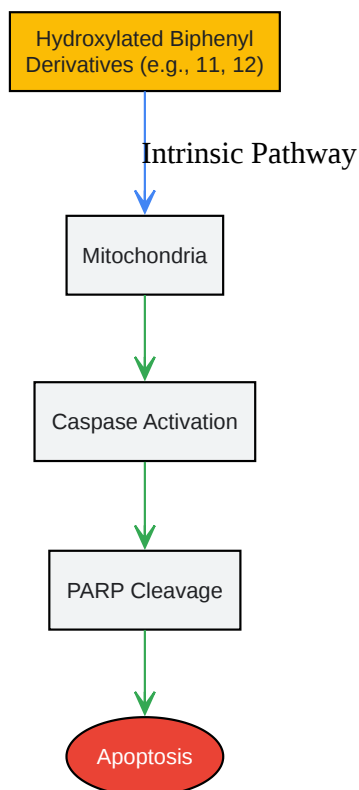 Hydroxylated Biphenyl
Derivatives (e.g., 11, 12)
Intrinsic Pathway
Mitochondria
Caspase Activation
PARP Cleavage
Apoptosis